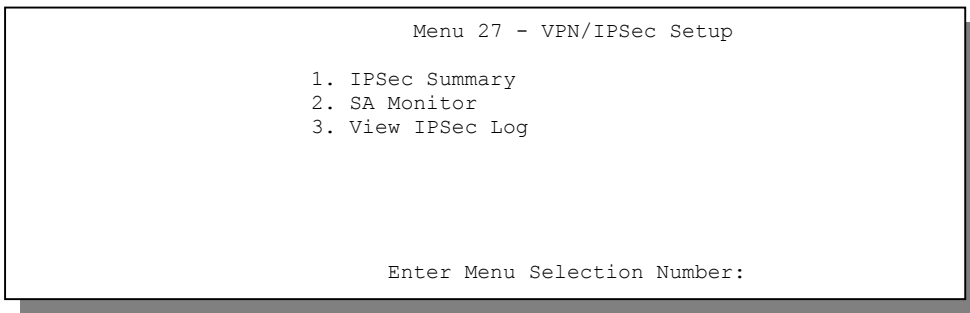 Menu 27 - VPN/IPSec Setup
1. IPSec Summary
2. SA Monitor
3. View IPSec Log
Enter Menu Selection Number: